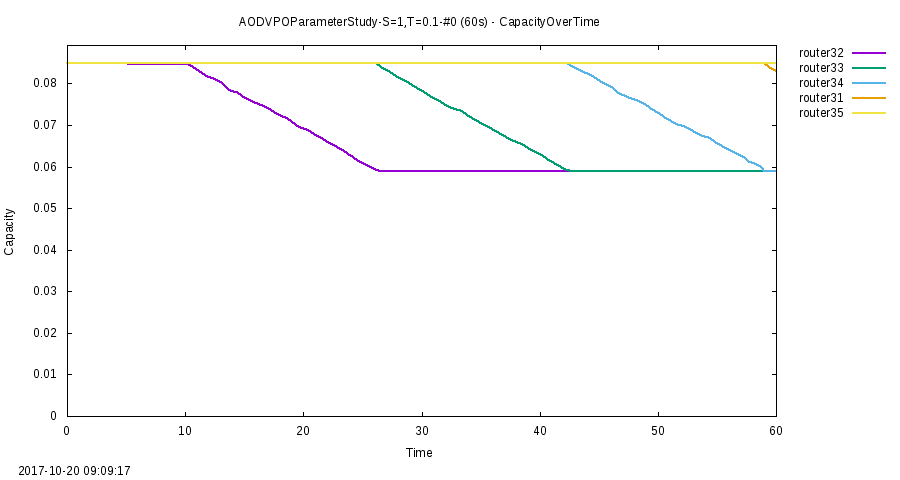 AODVPOParameterStudy-S=1,T=0.1-#0 (60s) - CapacityOverTime
router32
router33
router34
router31
router35
0.08
0.07
0.06
0.05
0.04
0.03
0.02
0.01
0
Capacity
0 10 20 30 40 50 60
Time
2017-10-20 09:09:17